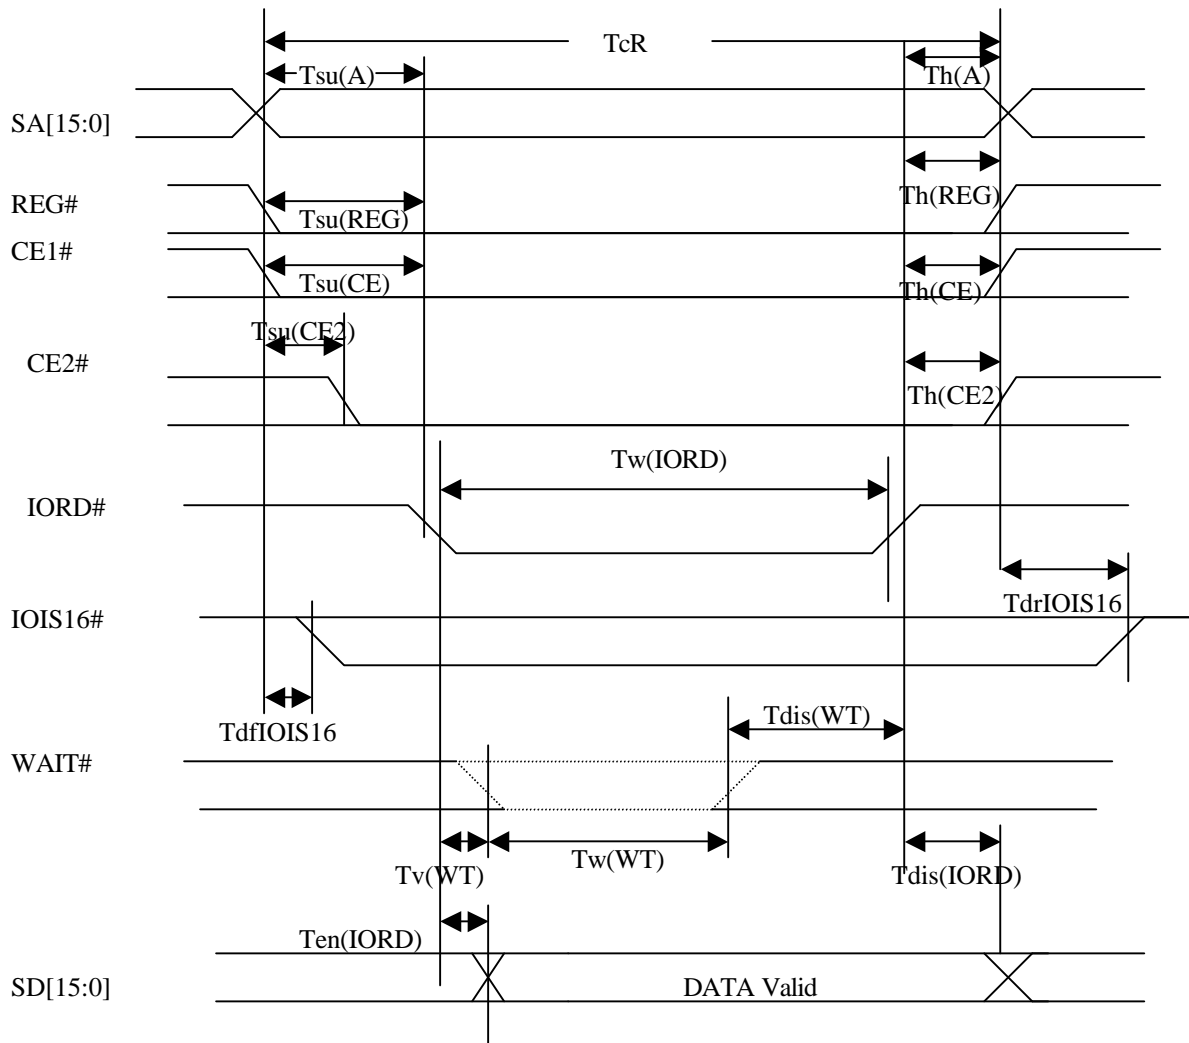 TcR
Tsu(A)
Th(A)
SA[15:0]
REG#
Tsu(REG)
Th(REG)
CE1#
Tsu(CE)
Th(CE)
Tsu(CE2)
CE2#
Th(CE2)
Tw(IORD)
IORD#
TdrIOIS16
IOIS16#
TdfIOIS16
Tdis(WT)
WAIT#
Tw(WT)
Tv(WT)
Tdis(IORD)
Ten(IORD)
SD[15:0]
DATA Valid